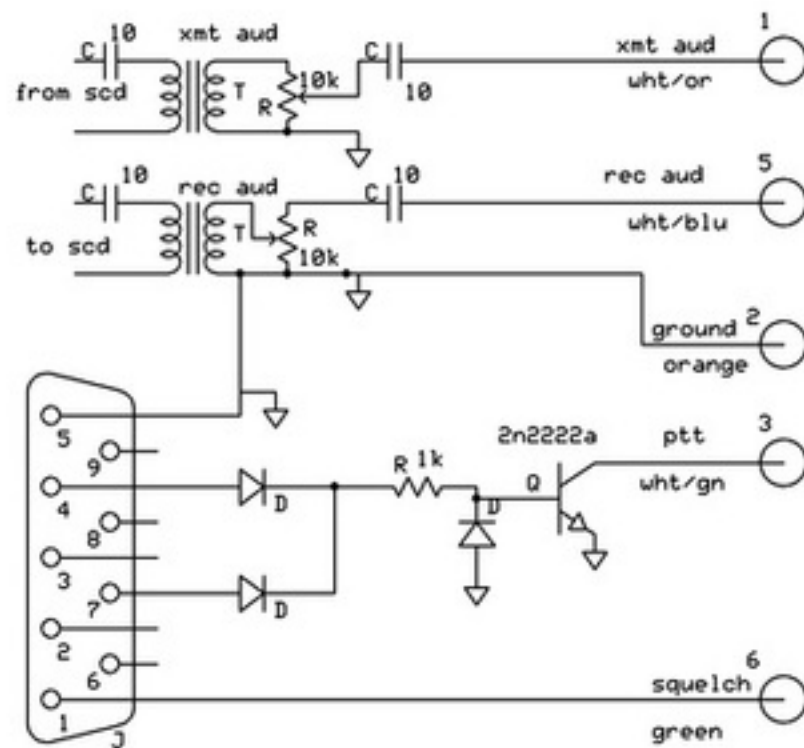 10
C
xmt aud
T
10k
R
from scd
C
10
xmt aud
wht/or
1
10
C
rec aud
T
R
10k
to scd
10
C
rec aud
wht/blu
5
ground
orange
2
5
9
4
8
3
7
2
6
1
J
D
D
R 1k
D
Q
2n2222a
ptt
wht/gn
3
squelch
green
6